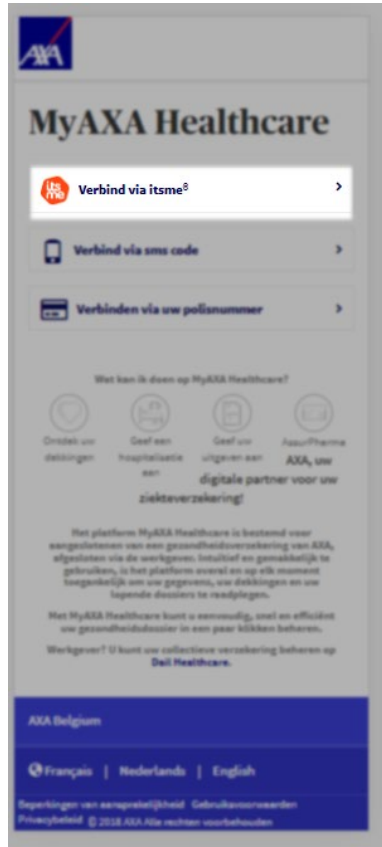 AXA
MyAXA Healthcare
itsme
Verbind via itsme®
Verbind via sms code
Verbinden via uw polisnummer
Wat kan ik doen op MyAXA Healthcare?
Ontdek uw
dekkingen
Geef een
hospitalisatie
aan
Geef uw
uitgaven aan
AssurPharma
AXA, uw
digitale partner voor uw
ziekteverzekering!
Het platform MyAXA Healthcare is bestemd voor
aangeslotenen van een gezondheidsverzekering van AXA,
afgesloten via de werkgever. Intuïtief en gemakkelijk te
gebruiken, is het platform overal en op elk moment
toegankelijk om uw gegevens, uw dekkingen en uw
lopende dossiers te raadplegen.
Met MyAXA Healthcare kunt u eenvoudig, snel en efficiënt
uw gezondheidsdossier in een paar klikken beheren.
Werkgever? U kunt uw collectieve verzekering beheren op
Dail Healthcare.
AXA Belgium
Français | Nederlands | English
Beperkingen van aansprakelijkheid Gebruiksvoorwaarden
Privacybeleid © 2018 AXA Alle rechten voorbehouden